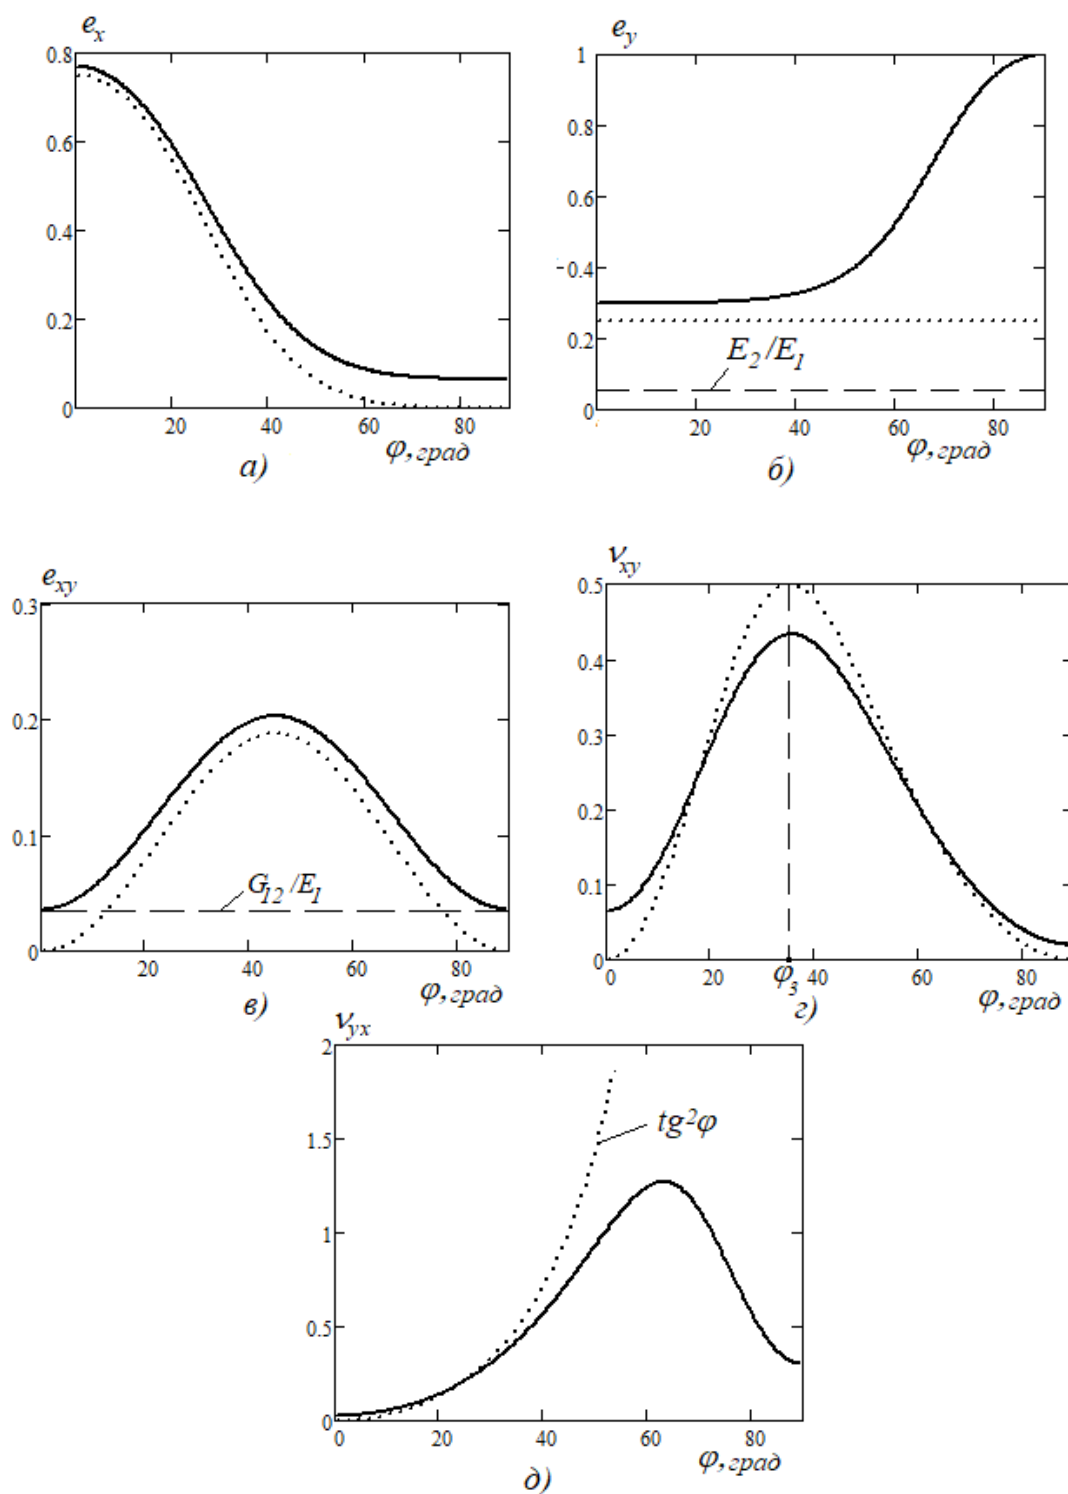 e_x
0.8
0.6
0.4
0.2
0
20 40 60 80
φ, град
а)
e_y
1
0.8
0.6
0.4
0.2
0
E_2/E_1
20 40 60 80
φ, град
б)
e_xy
0.3
0.2
0.1
0
G_12/E_1
20 40 60 80
φ, град
в)
ν_xy
0.5
0.4
0.3
0.2
0.1
0
0 20 φ_3 40 60 80
φ, град
г)
ν_yx
2
1.5
1
0.5
0
tg²φ
0 20 40 60 80
φ, град
д)